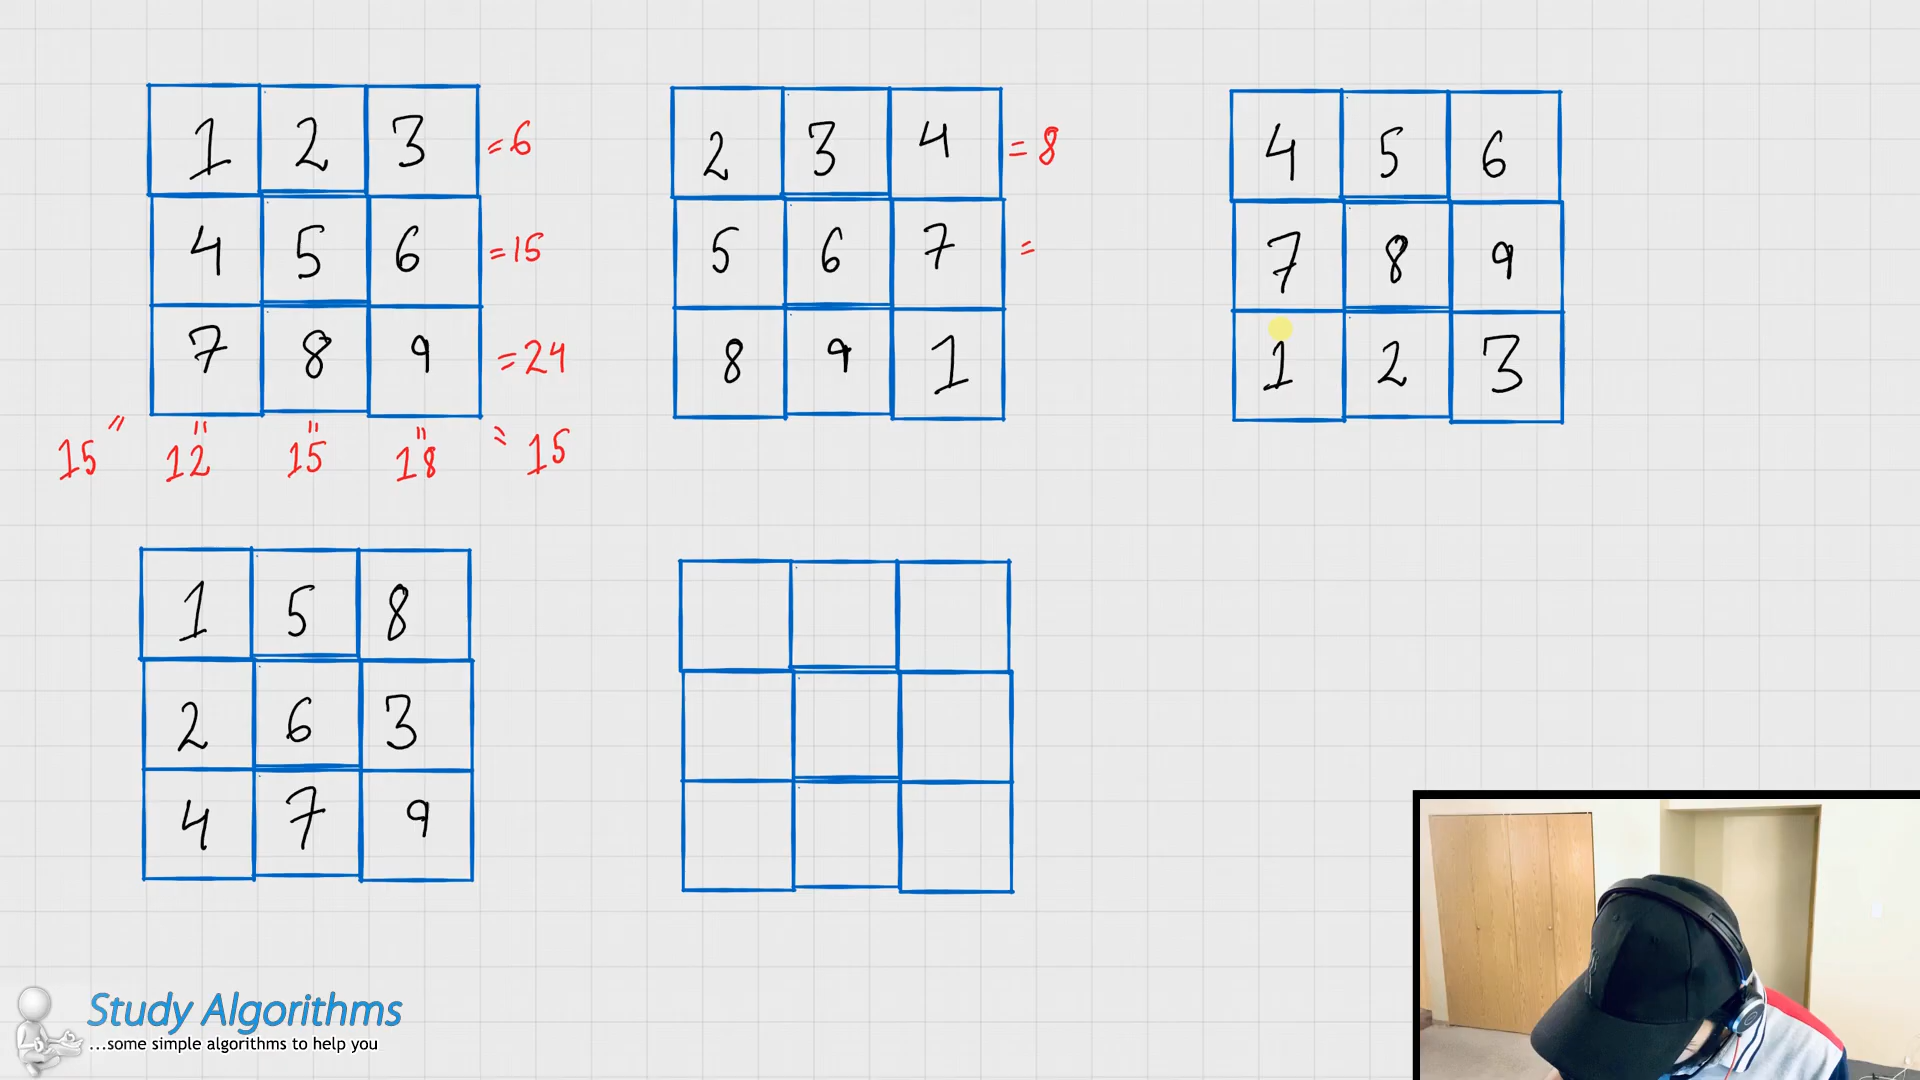 1 2 3 = 6
4 5 6 = 15
7 8 9 = 24
15 = 12 = 15 = 18 = = 15
2 3 4 = 8
5 6 7 =
8 9 1
4 5 6
7 8 9
1 2 3
1 5 8
2 6 3
4 7 9
Study Algorithms
...some simple algorithms to help you